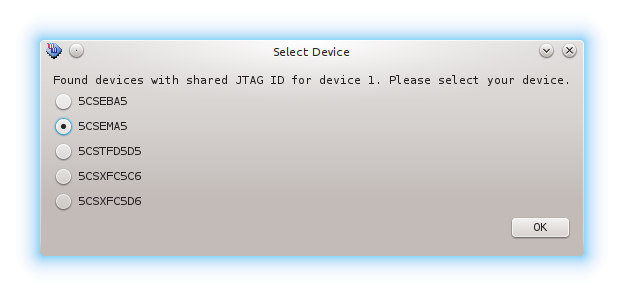 Select Device
Found devices with shared JTAG ID for device 1. Please select your device.
5CSEBA5
5CSEMA5
5CSTFD5D5
5CSXFC5C6
5CSXFC5D6
OK